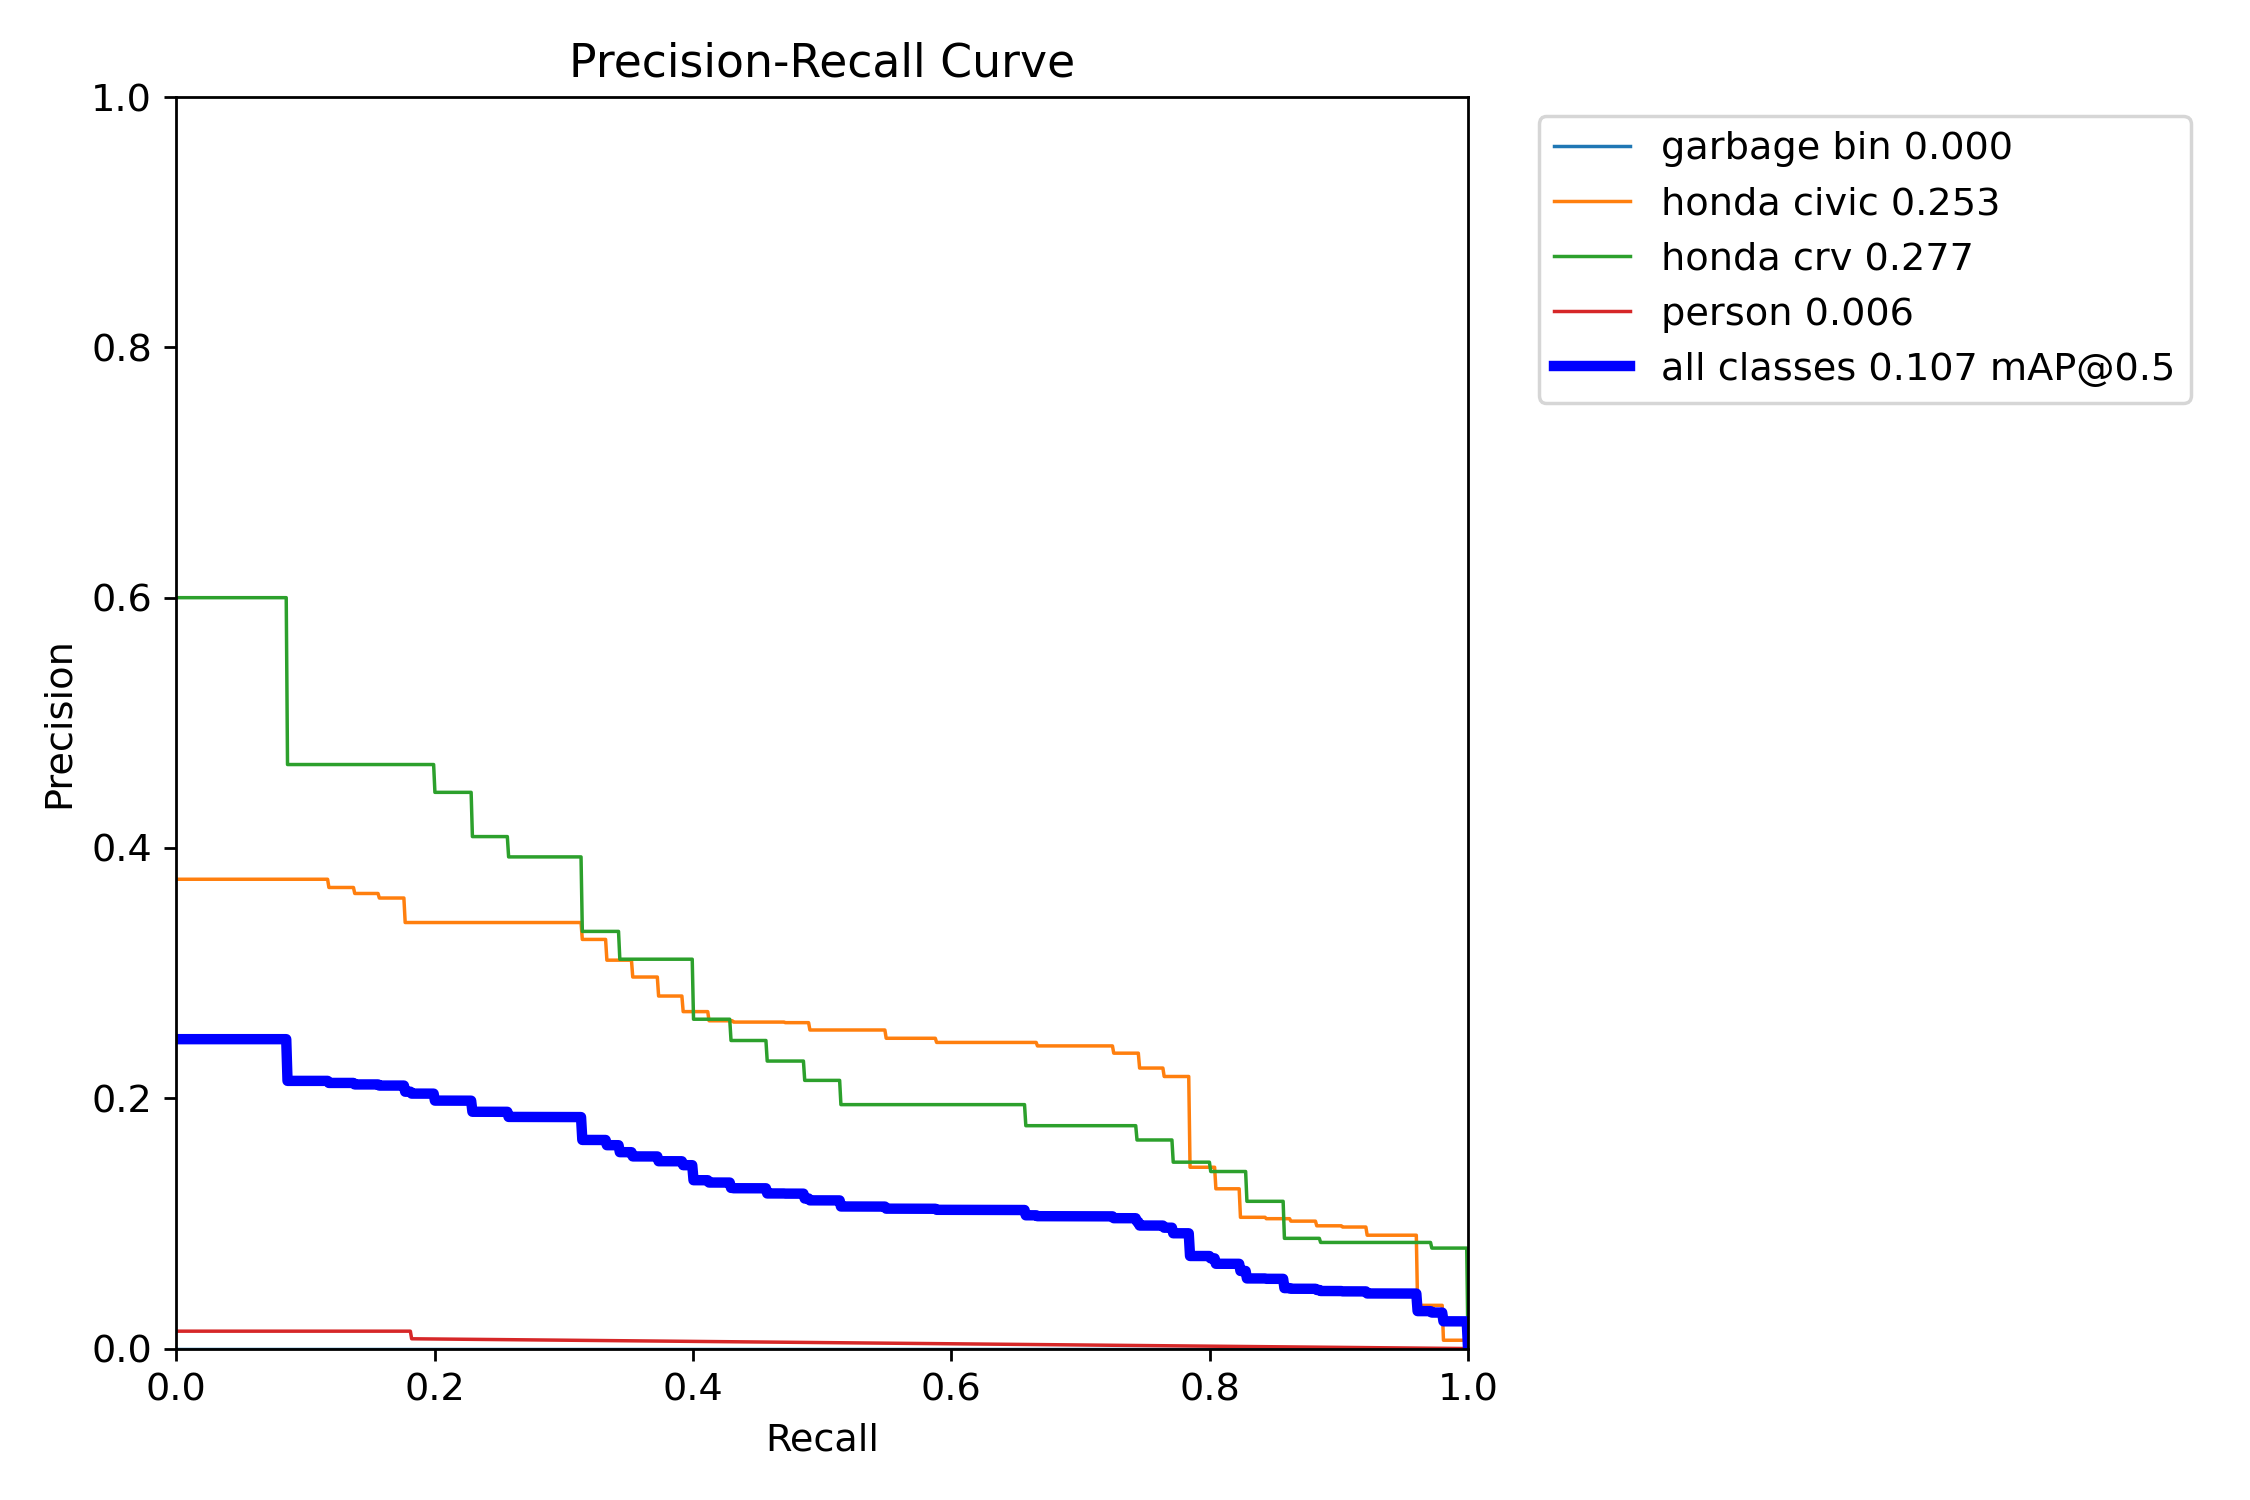 Precision-Recall Curve
1.0
0.8
0.6
0.4
0.2
0.0
Precision
0.0 0.2 0.4 0.6 0.8 1.0
Recall
garbage bin 0.000
honda civic 0.253
honda crv 0.277
person 0.006
all classes 0.107 mAP@0.5